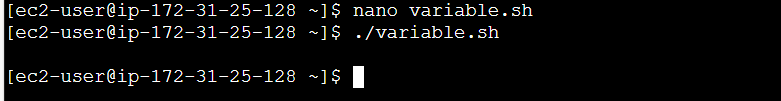 [ec2-user@ip-172-31-25-128 ~]$ nano variable.sh
[ec2-user@ip-172-31-25-128 ~]$ ./variable.sh
[ec2-user@ip-172-31-25-128 ~]$